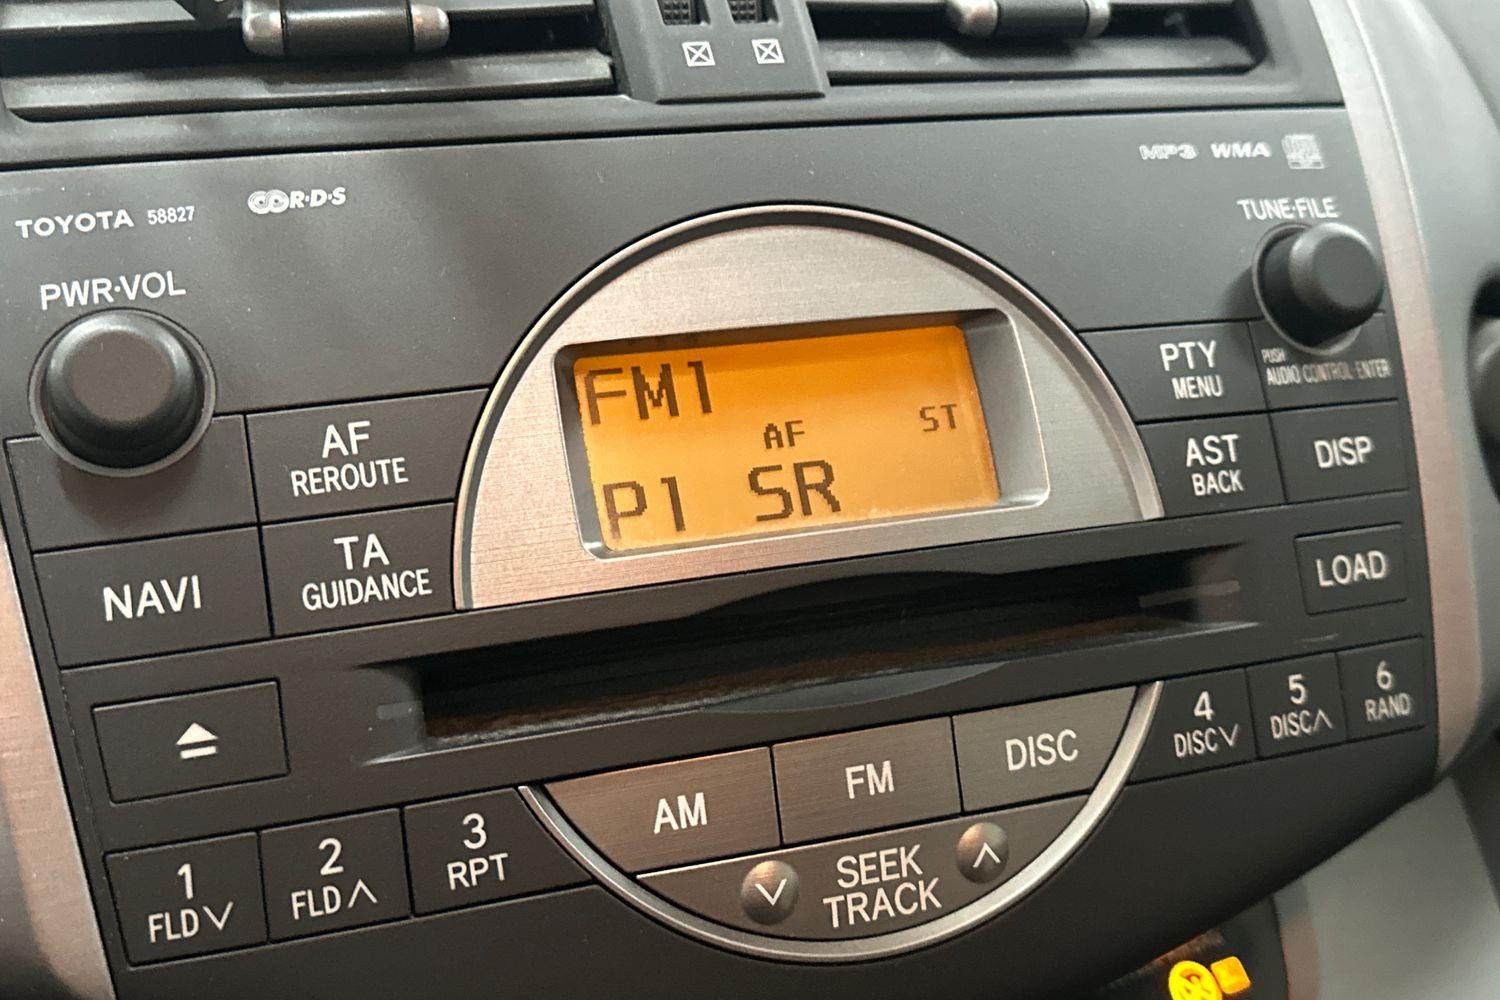 TOYOTA 58827
R·D·S
MP3 WMA
PWR·VOL
TUNE·FILE
PUSH
AUDIO CONTROL·ENTER
FM1
AF
ST
P1 SR
AF
REROUTE
PTY
MENU
NAVI
TA
GUIDANCE
AST
BACK
DISP
LOAD
1
FLD ∨
2
FLD ∧
3
RPT
AM
FM
DISC
4
DISC ∨
5
DISC ∧
6
RAND
∨
SEEK
TRACK
∧